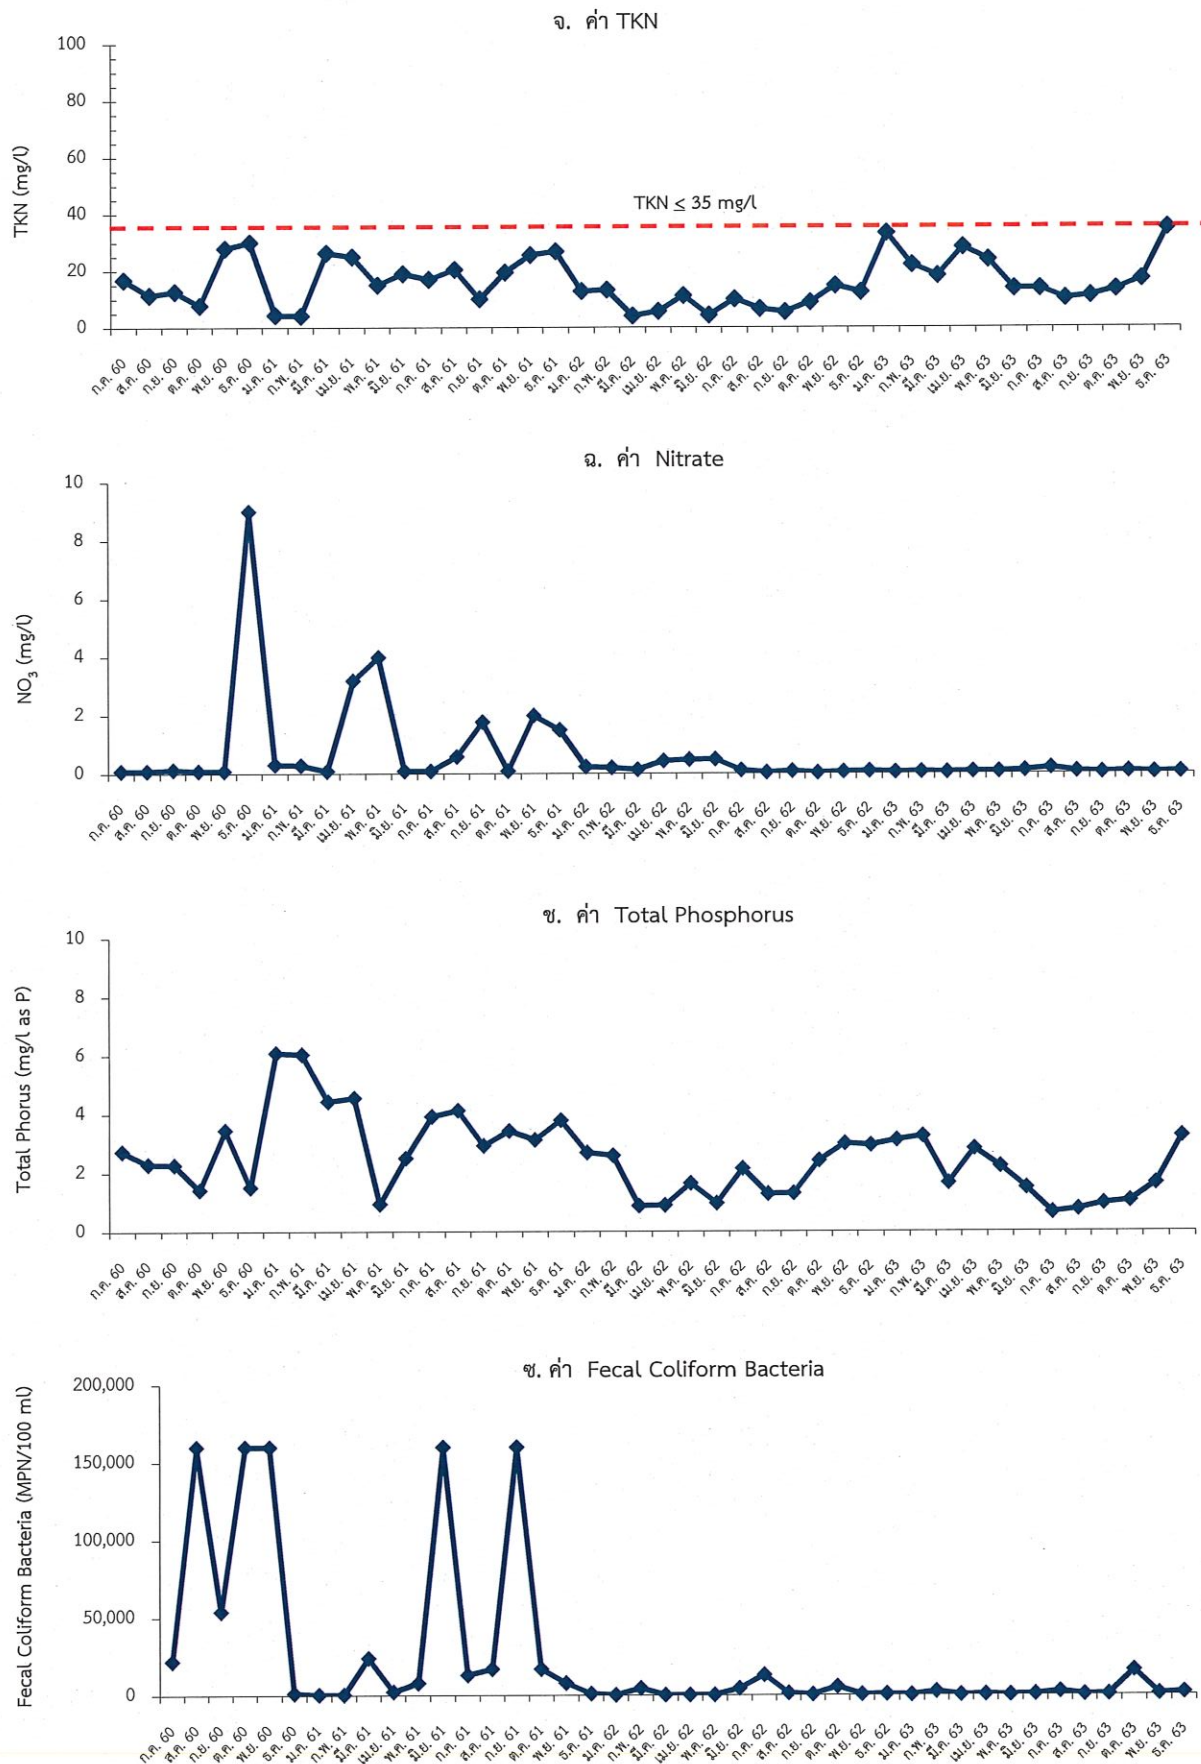 จ. ค่า TKN
100
80
60
40
20
0
TKN (mg/l)
TKN ≤ 35 mg/l
ก.ค. 60 ส.ค. 60 ก.ย. 60 ต.ค. 60 พ.ย. 60 ธ.ค. 60 ม.ค. 61 ก.พ. 61 มี.ค. 61 เม.ย. 61 พ.ค. 61 มิ.ย. 61 ก.ค. 61 ส.ค. 61 ก.ย. 61 ต.ค. 61 พ.ย. 61 ธ.ค. 61 ม.ค. 62 ก.พ. 62 มี.ค. 62 เม.ย. 62 พ.ค. 62 มิ.ย. 62 ก.ค. 62 ส.ค. 62 ก.ย. 62 ต.ค. 62 พ.ย. 62 ธ.ค. 62 ม.ค. 63 ก.พ. 63 มี.ค. 63 เม.ย. 63 พ.ค. 63 มิ.ย. 63 ก.ค. 63 ส.ค. 63 ก.ย. 63 ต.ค. 63 พ.ย. 63 ธ.ค. 63
ฉ. ค่า Nitrate
10
8
6
4
2
0
NO₃ (mg/l)
ก.ค. 60 ส.ค. 60 ก.ย. 60 ต.ค. 60 พ.ย. 60 ธ.ค. 60 ม.ค. 61 ก.พ. 61 มี.ค. 61 เม.ย. 61 พ.ค. 61 มิ.ย. 61 ก.ค. 61 ส.ค. 61 ก.ย. 61 ต.ค. 61 พ.ย. 61 ธ.ค. 61 ม.ค. 62 ก.พ. 62 มี.ค. 62 เม.ย. 62 พ.ค. 62 มิ.ย. 62 ก.ค. 62 ส.ค. 62 ก.ย. 62 ต.ค. 62 พ.ย. 62 ธ.ค. 62 ม.ค. 63 ก.พ. 63 มี.ค. 63 เม.ย. 63 พ.ค. 63 มิ.ย. 63 ก.ค. 63 ส.ค. 63 ก.ย. 63 ต.ค. 63 พ.ย. 63 ธ.ค. 63
ช. ค่า Total Phosphorus
10
8
6
4
2
0
Total Phorus (mg/l as P)
ก.ค. 60 ส.ค. 60 ก.ย. 60 ต.ค. 60 พ.ย. 60 ธ.ค. 60 ม.ค. 61 ก.พ. 61 มี.ค. 61 เม.ย. 61 พ.ค. 61 มิ.ย. 61 ก.ค. 61 ส.ค. 61 ก.ย. 61 ต.ค. 61 พ.ย. 61 ธ.ค. 61 ม.ค. 62 ก.พ. 62 มี.ค. 62 เม.ย. 62 พ.ค. 62 มิ.ย. 62 ก.ค. 62 ส.ค. 62 ก.ย. 62 ต.ค. 62 พ.ย. 62 ธ.ค. 62 ม.ค. 63 ก.พ. 63 มี.ค. 63 เม.ย. 63 พ.ค. 63 มิ.ย. 63 ก.ค. 63 ส.ค. 63 ก.ย. 63 ต.ค. 63 พ.ย. 63 ธ.ค. 63
ซ. ค่า Fecal Coliform Bacteria
200,000
150,000
100,000
50,000
0
Fecal Coliform Bacteria (MPN/100 ml)
ก.ค. 60 ส.ค. 60 ก.ย. 60 ต.ค. 60 พ.ย. 60 ธ.ค. 60 ม.ค. 61 ก.พ. 61 มี.ค. 61 เม.ย. 61 พ.ค. 61 มิ.ย. 61 ก.ค. 61 ส.ค. 61 ก.ย. 61 ต.ค. 61 พ.ย. 61 ธ.ค. 61 ม.ค. 62 ก.พ. 62 มี.ค. 62 เม.ย. 62 พ.ค. 62 มิ.ย. 62 ก.ค. 62 ส.ค. 62 ก.ย. 62 ต.ค. 62 พ.ย. 62 ธ.ค. 62 ม.ค. 63 ก.พ. 63 มี.ค. 63 เม.ย. 63 พ.ค. 63 มิ.ย. 63 ก.ค. 63 ส.ค. 63 ก.ย. 63 ต.ค. 63 พ.ย. 63 ธ.ค. 63